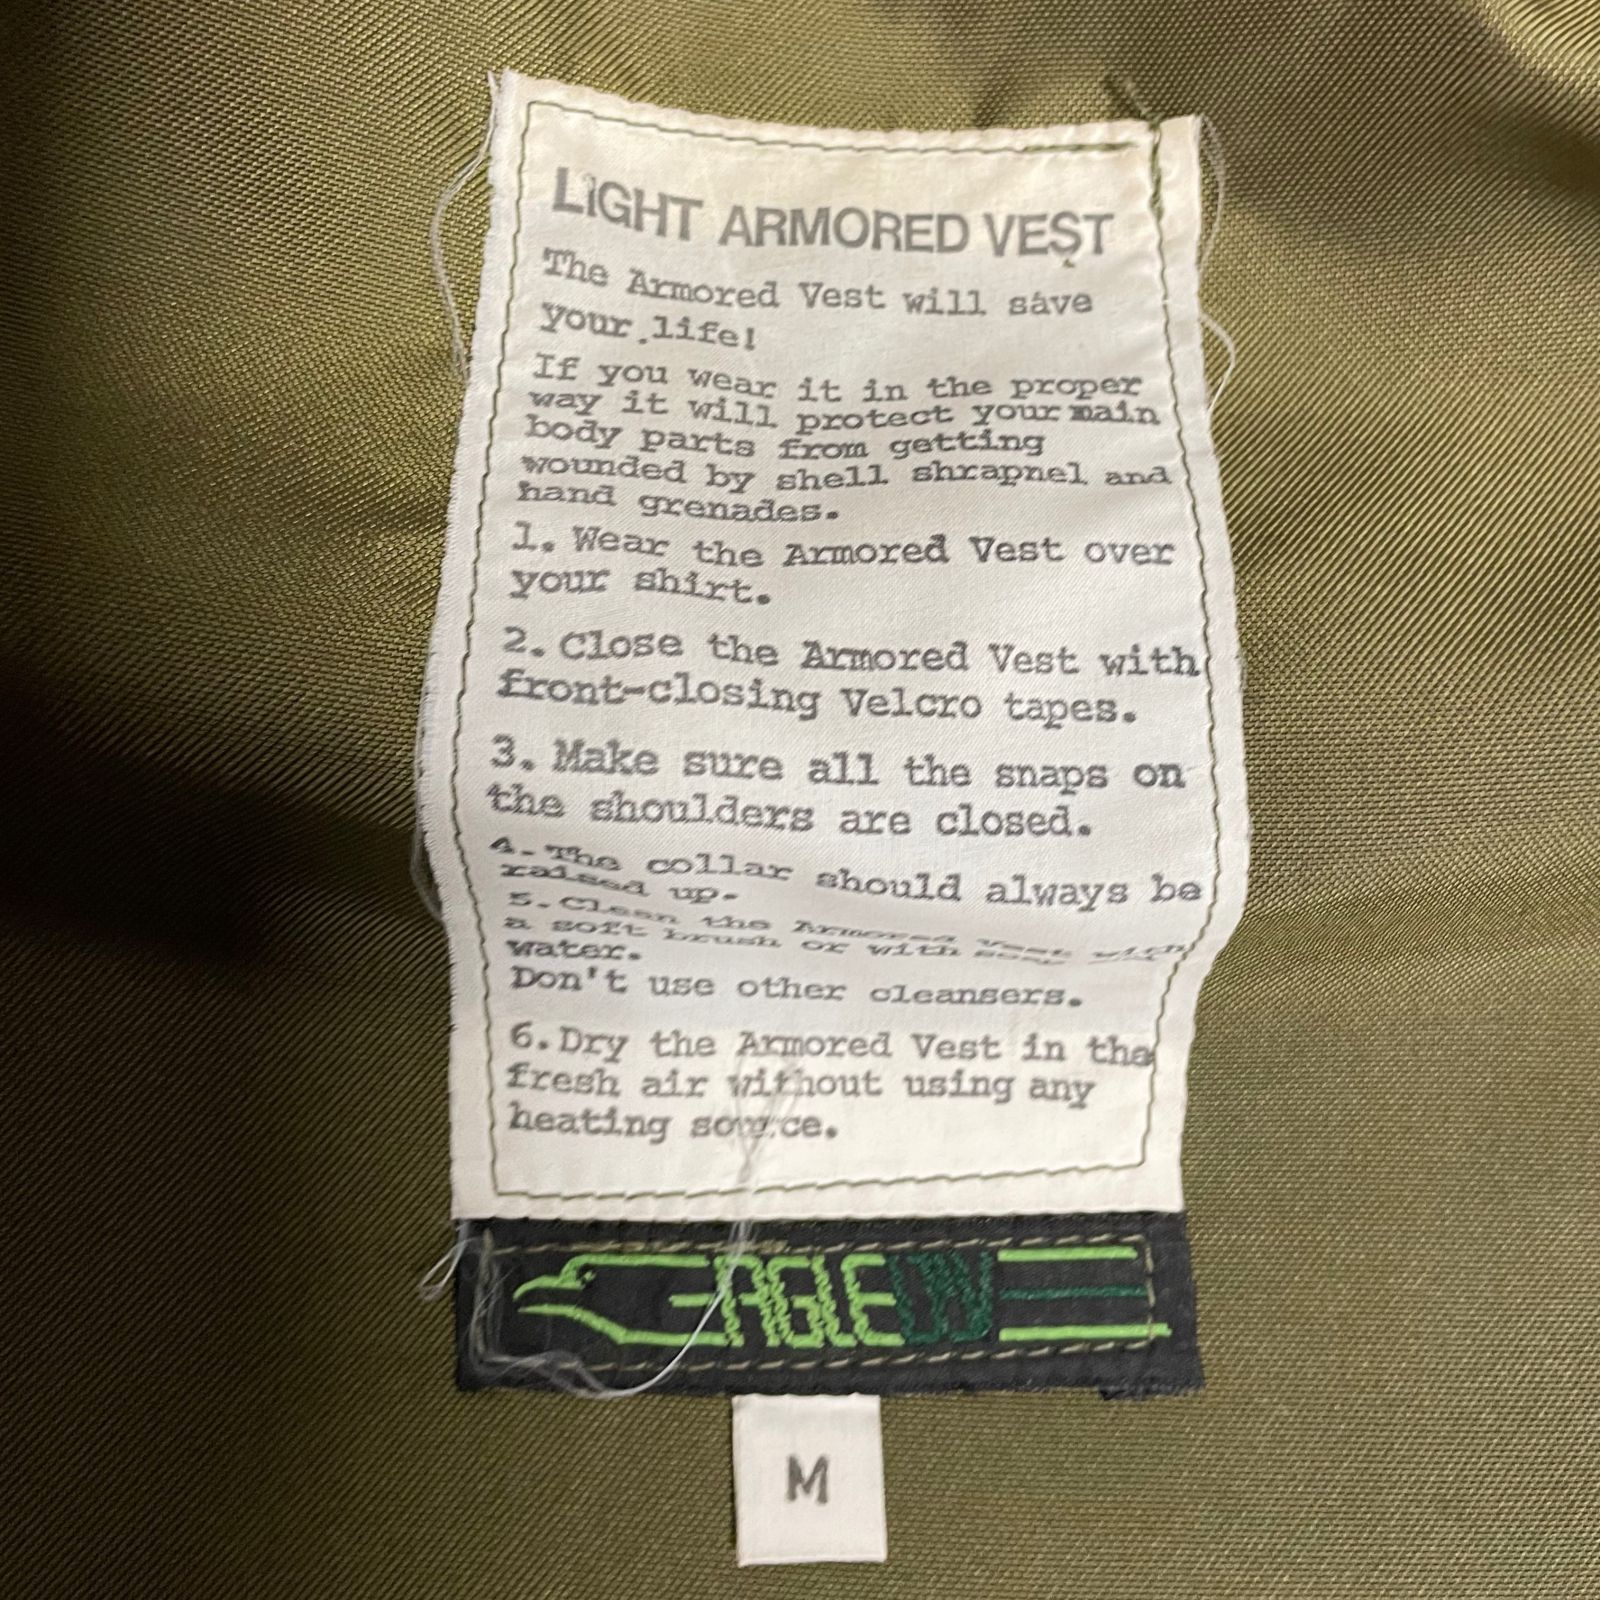 LIGHT ARMORED VEST
The Armored Vest will save
your life!
If you wear it in the proper
way it will protect your main
body parts from getting
wounded by shell shrapnel and
hand grenades.
1. Wear the Armored Vest over
your shirt.
2. Close the Armored Vest with
front-closing Velcro tapes.
3. Make sure all the snaps on
the shoulders are closed.
4. The collar should always be
raised up.
5. Clean the Armored Vest with
a soft brush or with soap
water.
Don't use other cleansers.
6. Dry the Armored Vest in the
fresh air without using any
heating source.
EAGLE
M